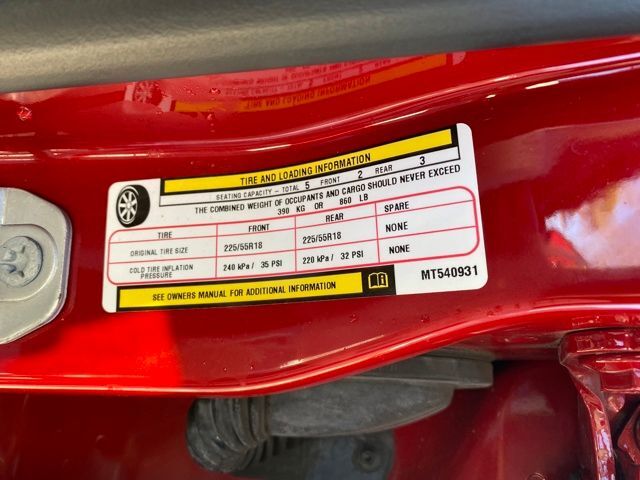 TIRE AND LOADING INFORMATION
SEATING CAPACITY - TOTAL 5 FRONT 2 REAR 3
THE COMBINED WEIGHT OF OCCUPANTS AND CARGO SHOULD NEVER EXCEED
390 KG OR 860 LB
TIRE FRONT REAR SPARE
ORIGINAL TIRE SIZE 225/55R18 225/55R18 NONE
COLD TIRE INFLATION PRESSURE 240 kPa / 35 PSI 220 kPa / 32 PSI NONE
SEE OWNERS MANUAL FOR ADDITIONAL INFORMATION
MT540931